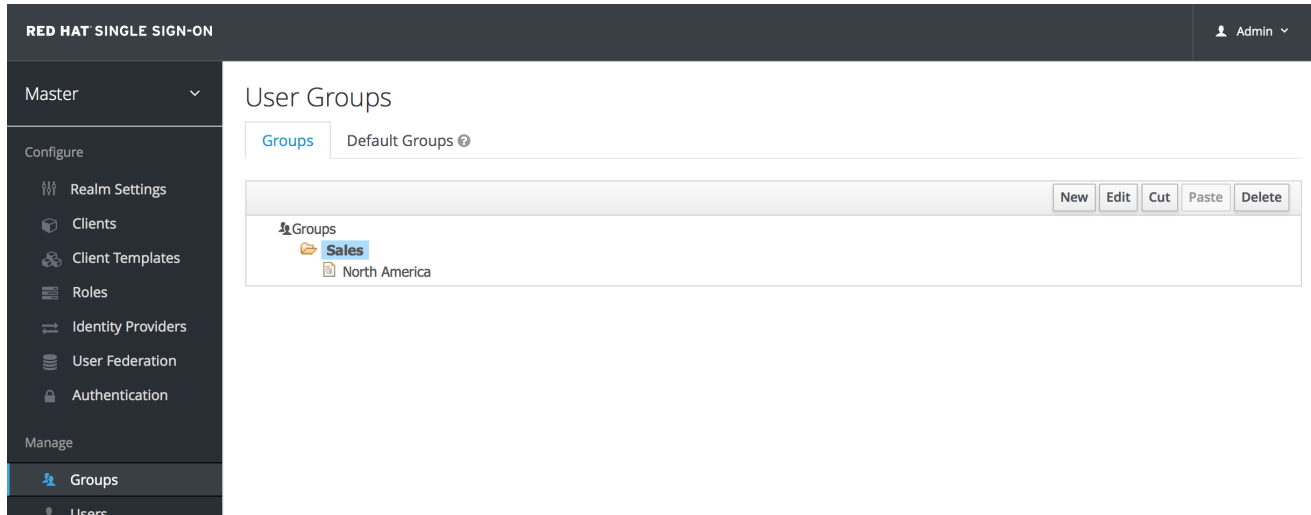 RED HAT SINGLE SIGN-ON
Admin
Master
Configure
Realm Settings
Clients
Client Templates
Roles
Identity Providers
User Federation
Authentication
Manage
Groups
Users
User Groups
Groups Default Groups
New Edit Cut Paste Delete
Groups
Sales
North America